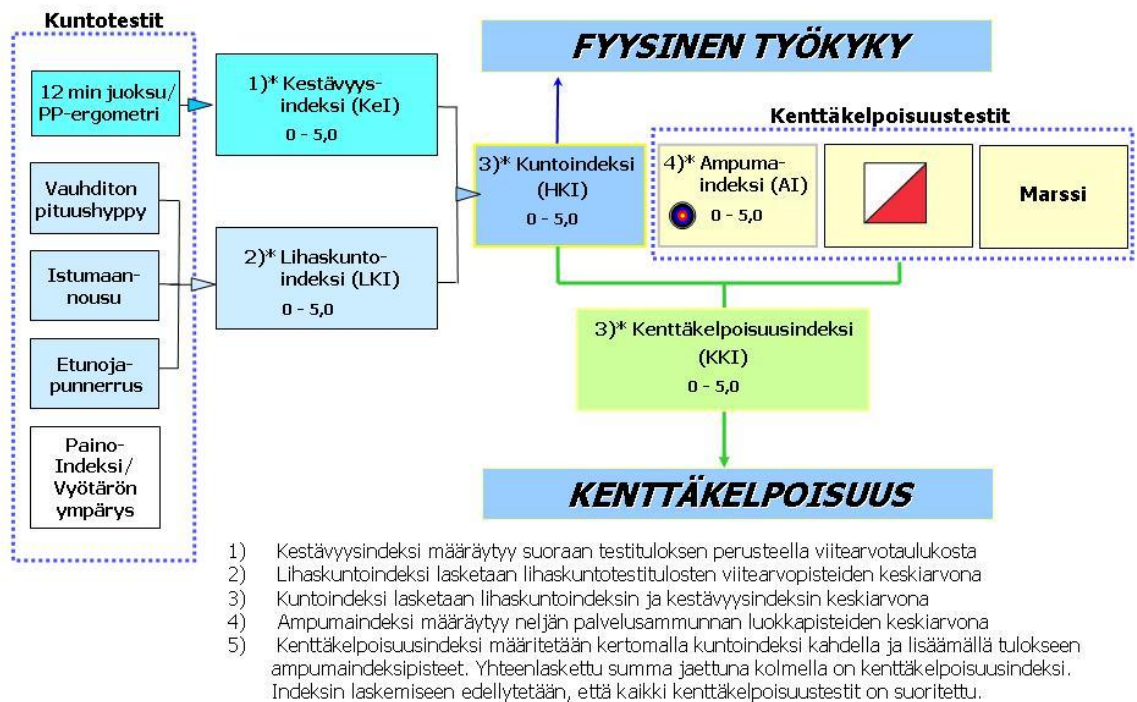 Kuntotestit
12 min juoksu/
PP-ergometri
Vauhditon
pituushyppy
Istumaan-
nousu
Etunoja-
punnerrus
Paino-
Indeksi/
Vyötärön
ympärys
1)* Kestävyys-
indeksi (KeI)
0 - 5,0
2)* Lihaskunto-
indeksi (LKI)
0 - 5,0
FYYSINEN TYÖKYKY
3)* Kuntoindeksi
(HKI)
0 - 5,0
Kenttäkelpoisuustestit
4)* Ampuma-
indeksi (AI)
0 - 5,0
Marssi
3)* Kenttäkelpoisuusindeksi
(KKI)
0 - 5,0
KENTTÄKELPOISUUS
1) Kestävyysindeksi määräytyy suoraan testituloksen perusteella viitearvotaulukosta
2) Lihaskuntoindeksi lasketaan lihaskuntotestitulosten viitearvopisteiden keskiarvona
3) Kuntoindeksi lasketaan lihaskuntoindeksin ja kestävyysindeksin keskiarvona
4) Ampumaindeksi määräytyy neljän palvelusammunnan luokkapisteiden keskiarvona
5) Kenttäkelpoisuusindeksi määritetään kertomalla kuntoindeksi kahdella ja lisäämällä tulokseen
ampumaindeksipisteet. Yhteenlaskettu summa jaettuna kolmella on kenttäkelpoisuusindeksi.
Indeksin laskemiseen edellytetään, että kaikki kenttäkelpoisuustestit on suoritettu.